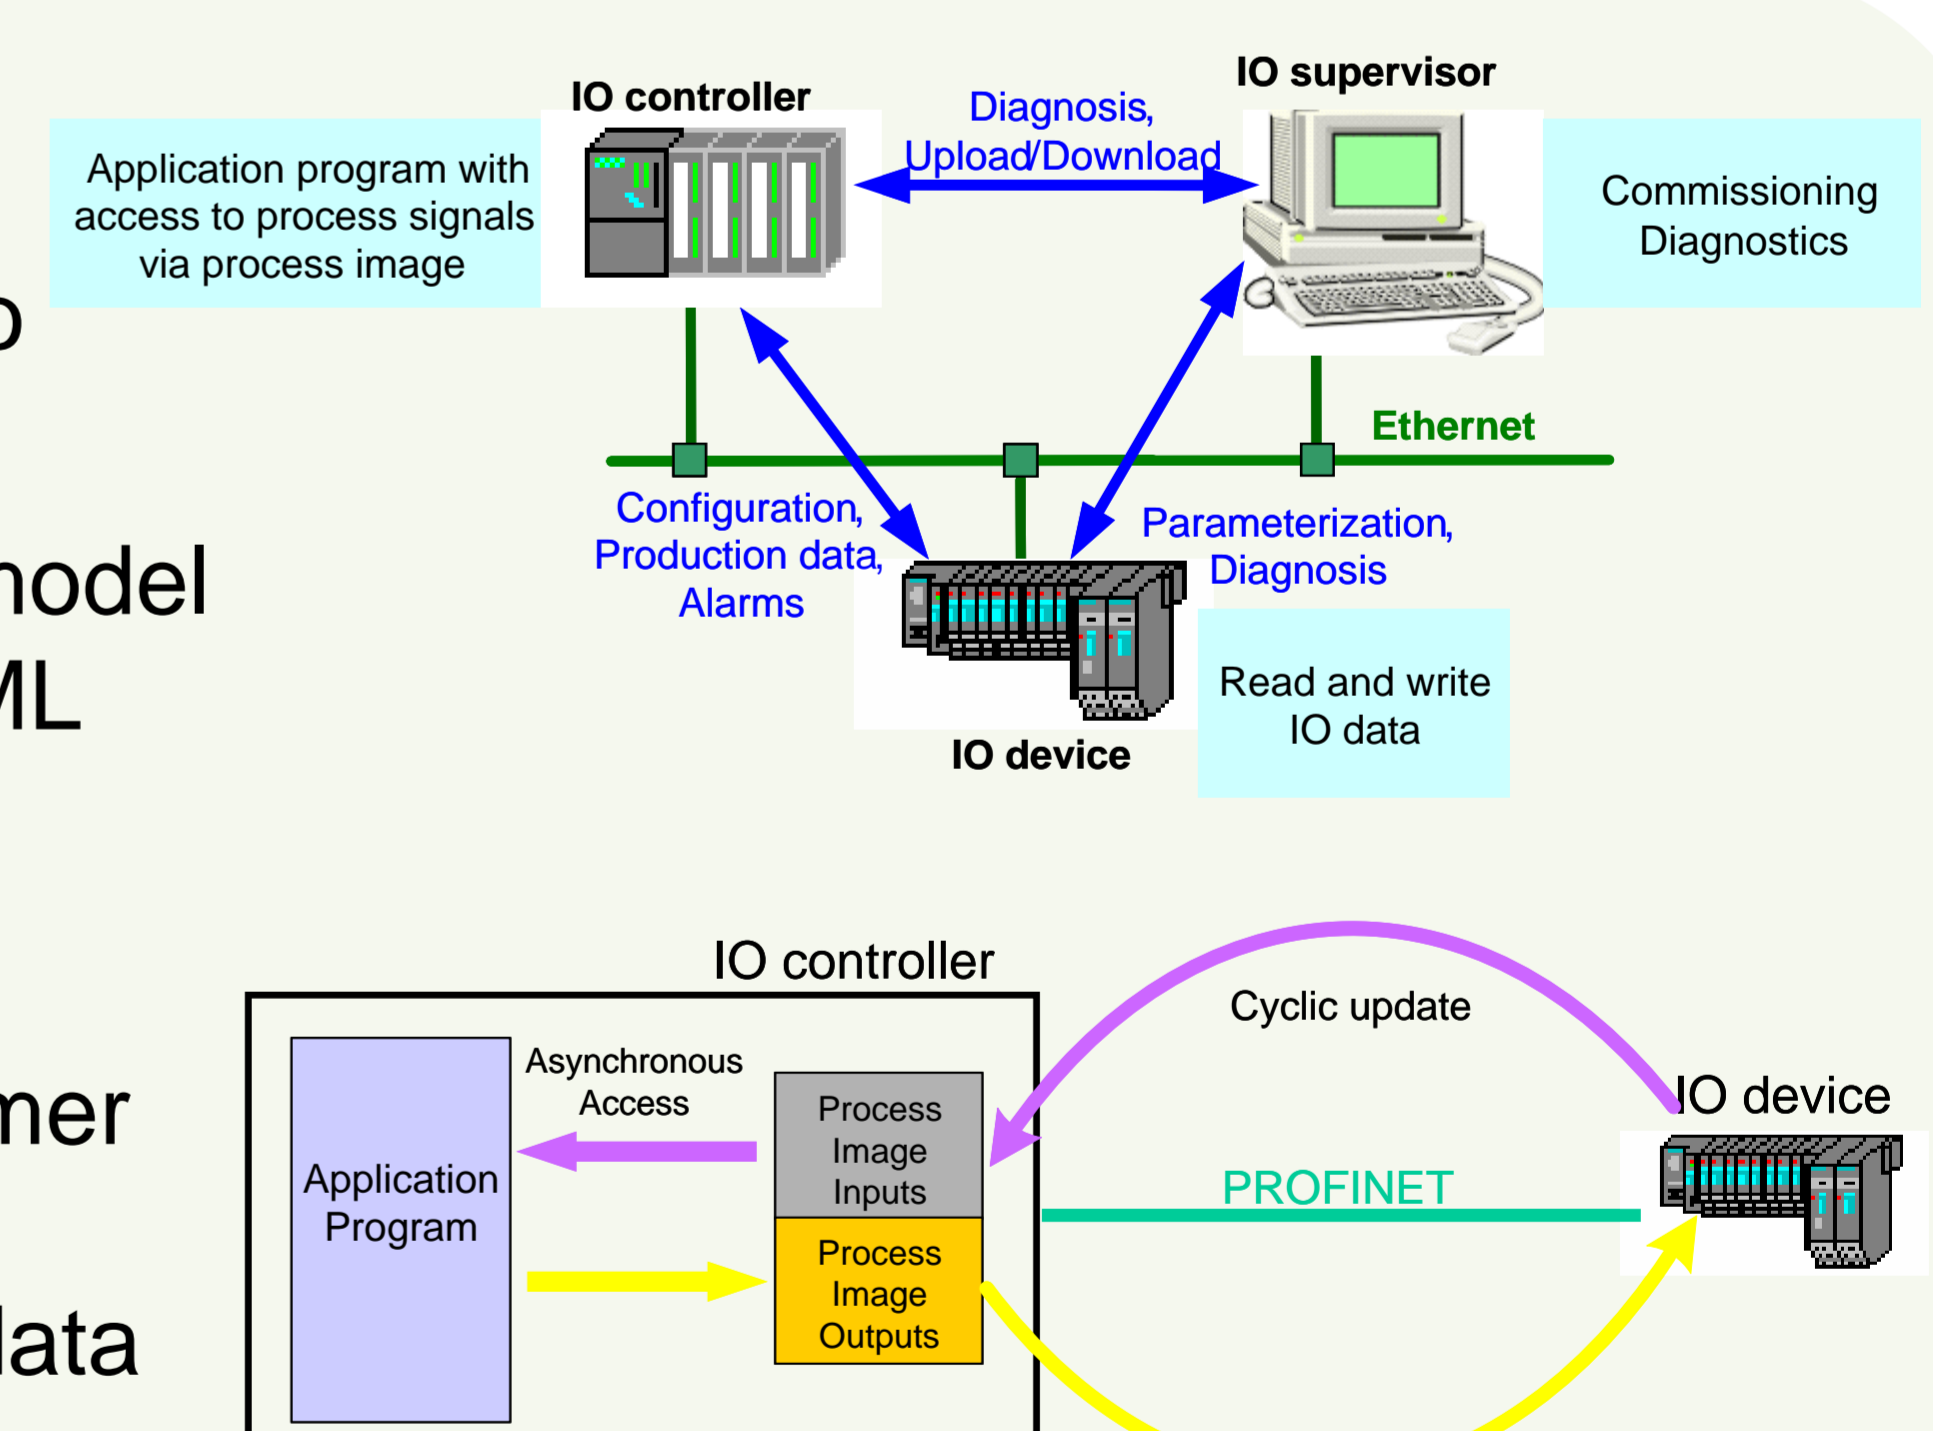 IO controller
IO supervisor
Diagnosis,
Upload/Download
Application program with
access to process signals
via process image
Commissioning
Diagnostics
Ethernet
Configuration,
Production data,
Alarms
Parameterization,
Diagnosis
Read and write
IO data
IO device
ML
IO controller
Cyclic update
Asynchronous
Access
Process
Image
Inputs
IO device
Application
Program
PROFINET
Process
Image
Outputs